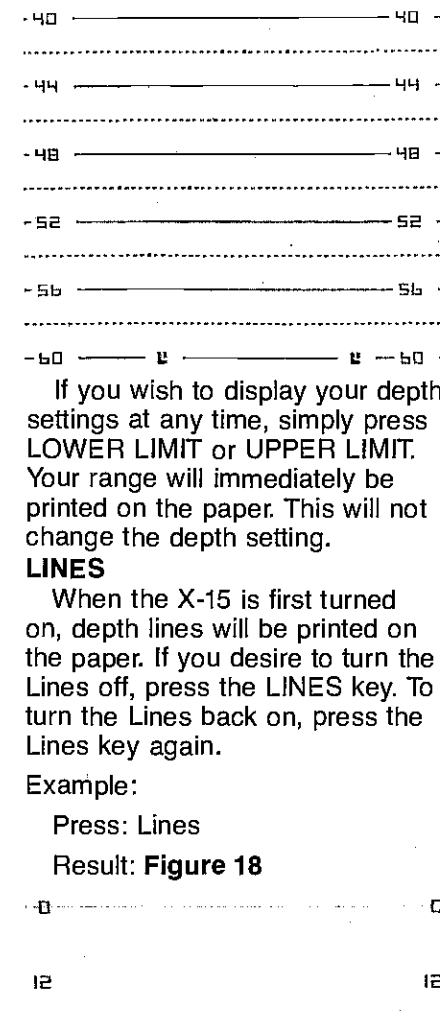 - 40 40 -
- 44 44 -
- 48 48 -
- 52 52 -
- 56 56 -
- 60 60 -
If you wish to display your depth
settings at any time, simply press
LOWER LIMIT or UPPER LIMIT.
Your range will immediately be
printed on the paper. This will not
change the depth setting.
LINES
When the X-15 is first turned
on, depth lines will be printed on
the paper. If you desire to turn the
Lines off, press the LINES key. To
turn the Lines back on, press the
Lines key again.
Example:
Press: Lines
Result: Figure 18
0 0
12 12